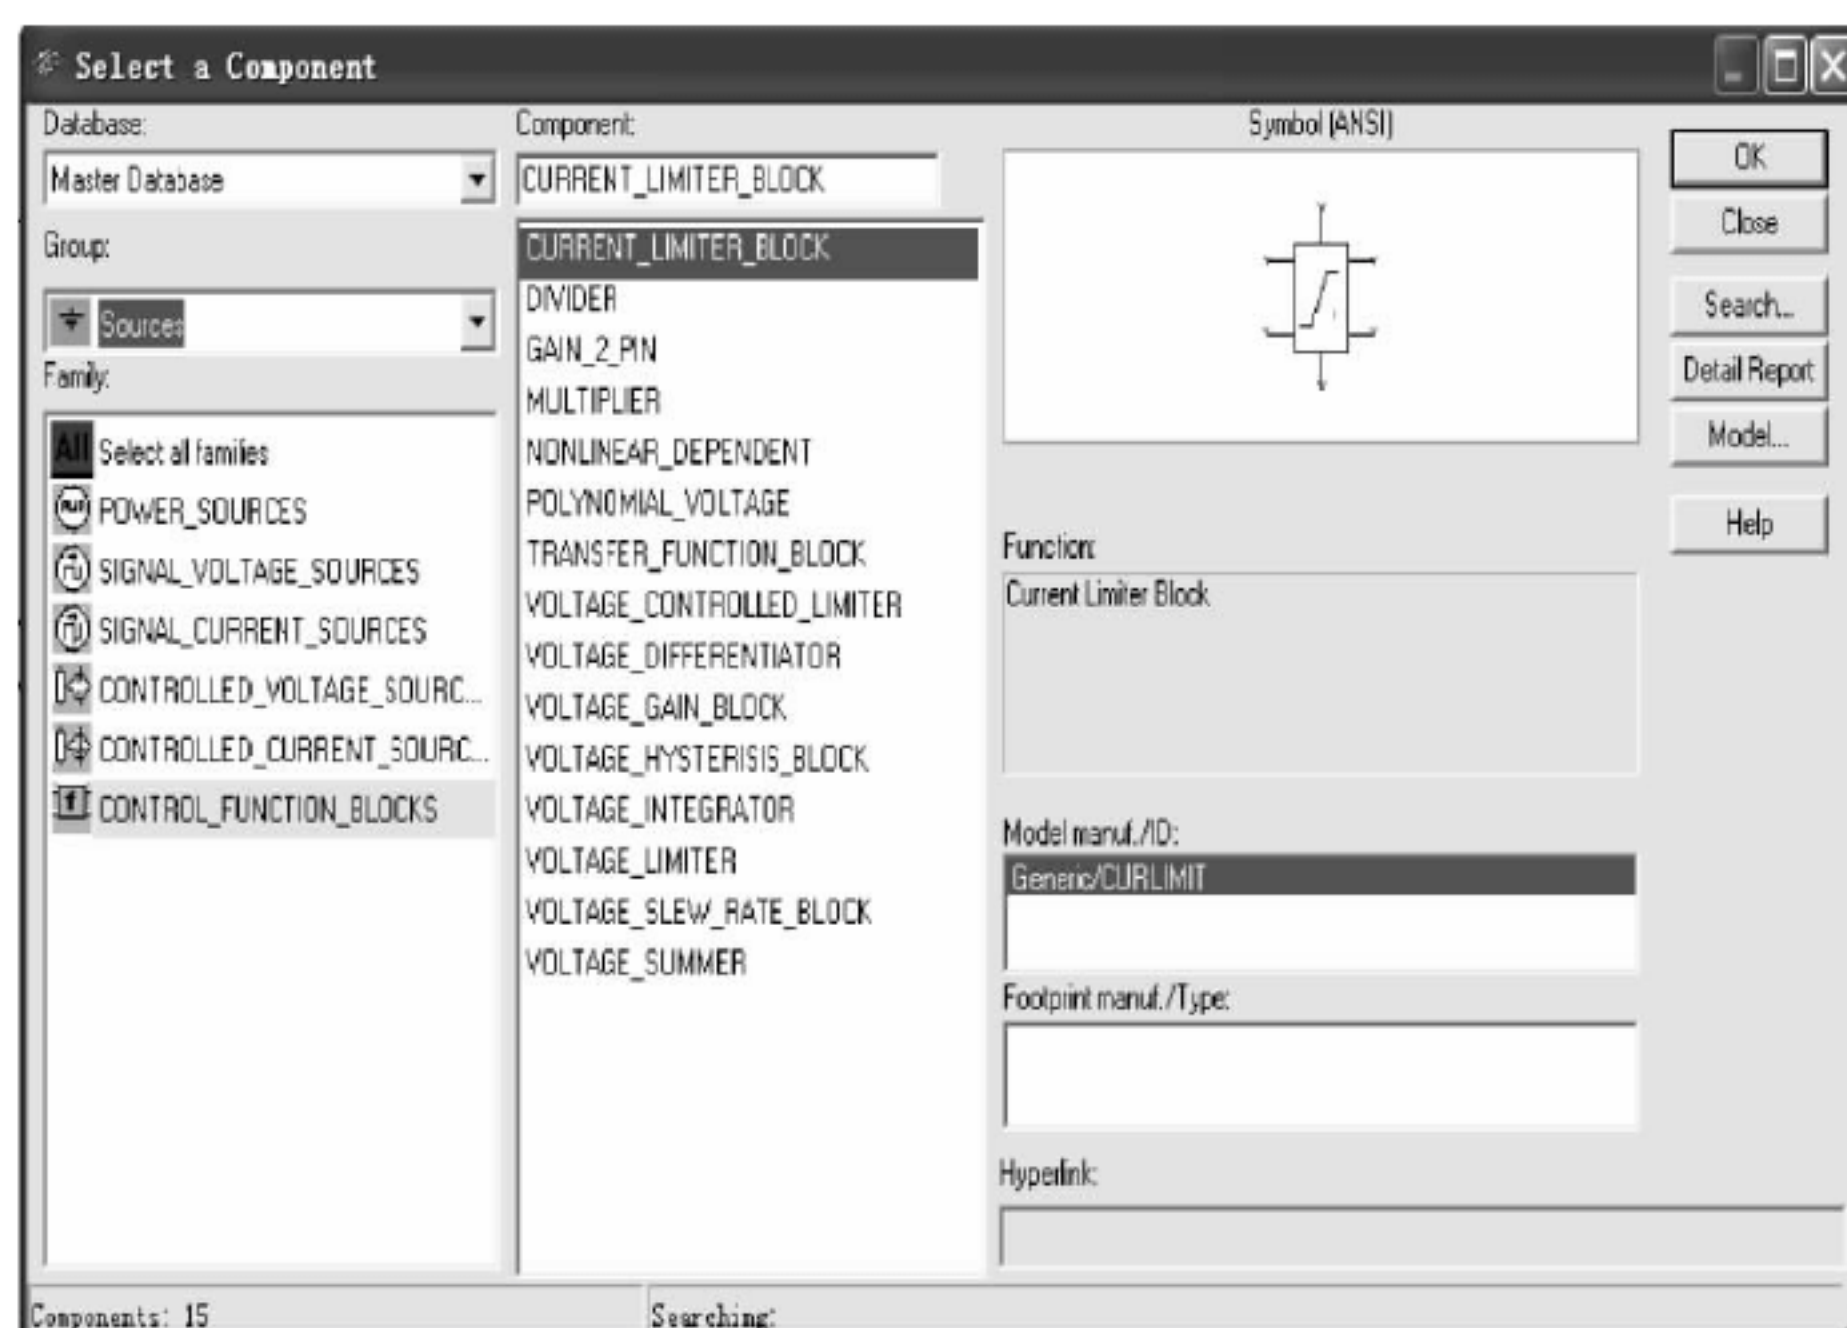 Select a Component
Database:
Master Database
Group:
Sources
Family:
All Select all families
POWER_SOURCES
SIGNAL_VOLTAGE_SOURCES
SIGNAL_CURRENT_SOURCES
CONTROLLED_VOLTAGE_SOURC...
CONTROLLED_CURRENT_SOURC...
f CONTROL_FUNCTION_BLOCKS
Component:
CURRENT_LIMITER_BLOCK
CURRENT_LIMITER_BLOCK
DIVIDER
GAIN_2_PIN
MULTIPLIER
NONLINEAR_DEPENDENT
POLYNOMIAL_VOLTAGE
TRANSFER_FUNCTION_BLOCK
VOLTAGE_CONTROLLED_LIMITER
VOLTAGE_DIFFERENTIATOR
VOLTAGE_GAIN_BLOCK
VOLTAGE_HYSTERISIS_BLOCK
VOLTAGE_INTEGRATOR
VOLTAGE_LIMITER
VOLTAGE_SLEW_RATE_BLOCK
VOLTAGE_SUMMER
Symbol (ANSI)
Function:
Current Limiter Block
Model manuf./ID:
Generic/CURLIMIT
Footprint manuf./Type:
Hyperlink:
OK
Close
Search...
Detail Report
Model...
Help
Components: 15
Searching: